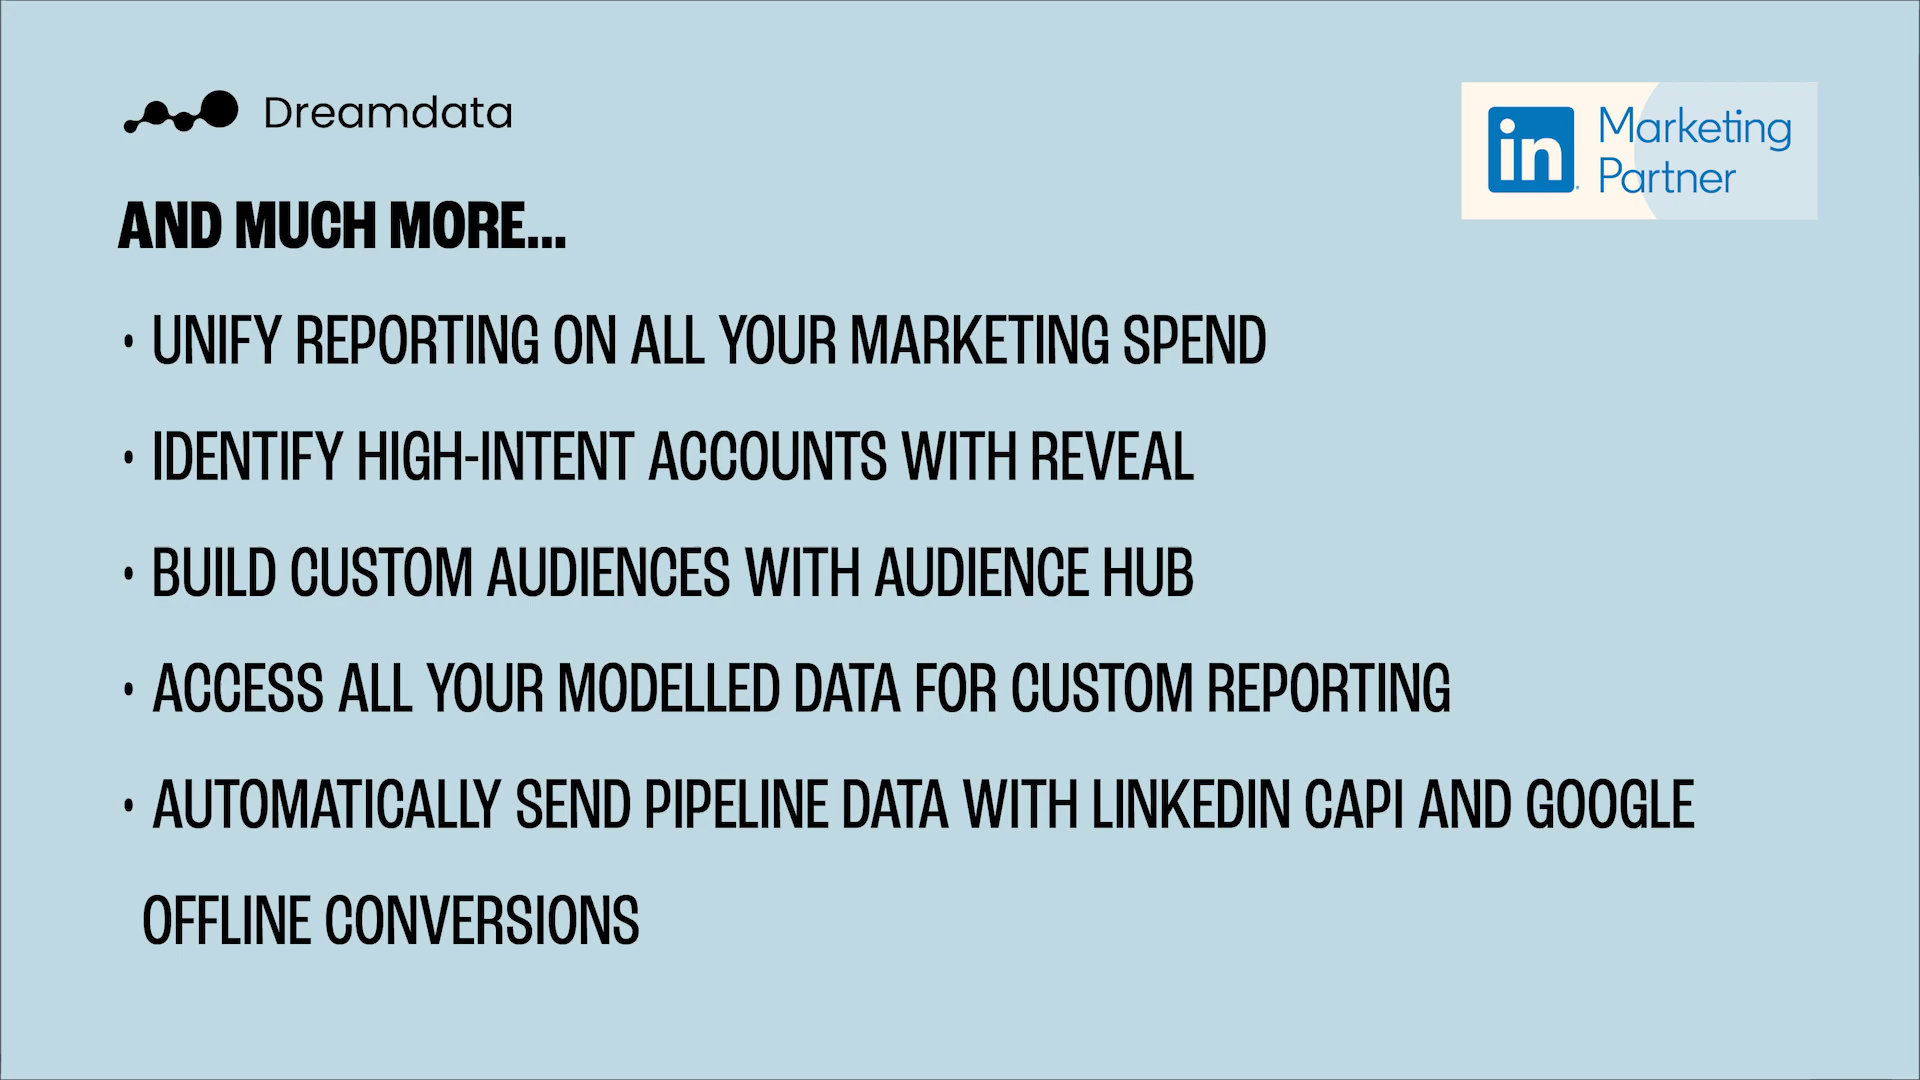 Dreamdata
in Marketing
Partner
AND MUCH MORE...
• UNIFY REPORTING ON ALL YOUR MARKETING SPEND
• IDENTIFY HIGH-INTENT ACCOUNTS WITH REVEAL
• BUILD CUSTOM AUDIENCES WITH AUDIENCE HUB
• ACCESS ALL YOUR MODELLED DATA FOR CUSTOM REPORTING
• AUTOMATICALLY SEND PIPELINE DATA WITH LINKEDIN CAPI AND GOOGLE
OFFLINE CONVERSIONS